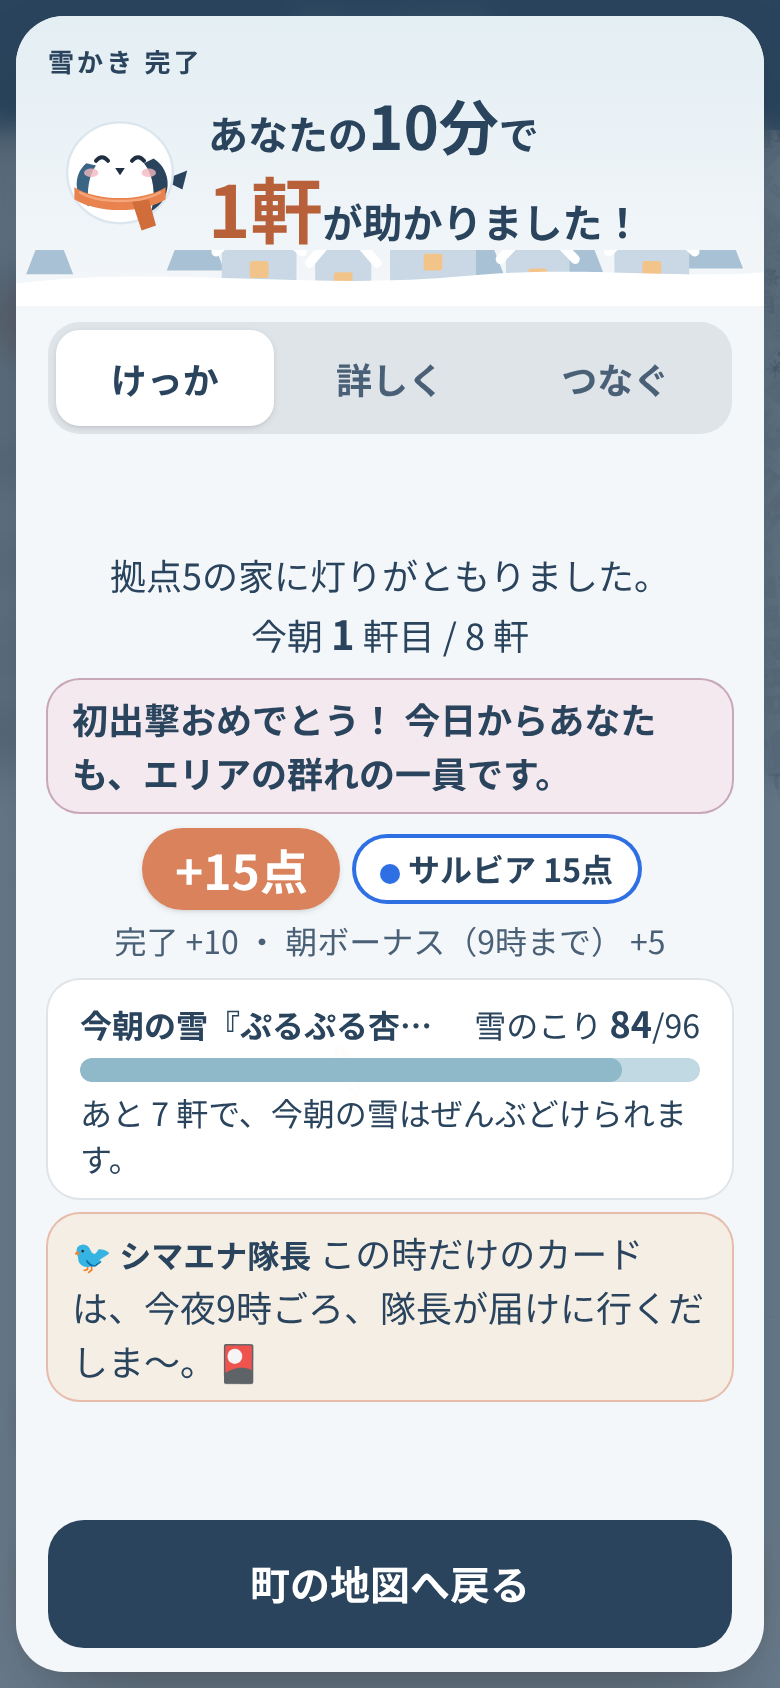 雪かき 完了
あなたの10分で
1軒が助かりました！
けっか
詳しく
つなぐ
拠点5の家に灯りがともりました。
今朝 1 軒目 / 8 軒
初出撃おめでとう！ 今日からあなた
も、エリアの群れの一員です。
+15点
サルビア 15点
完了 +10 ・ 朝ボーナス（9時まで） +5
今朝の雪『ぷるぷる杏… 雪のこり 84/96
あと 7 軒で、今朝の雪はぜんぶどけられま
す。
🐦 シマエナ隊長 この時だけのカード
は、今夜9時ごろ、隊長が届けに行くだ
しま〜。🎴
町の地図へ戻る